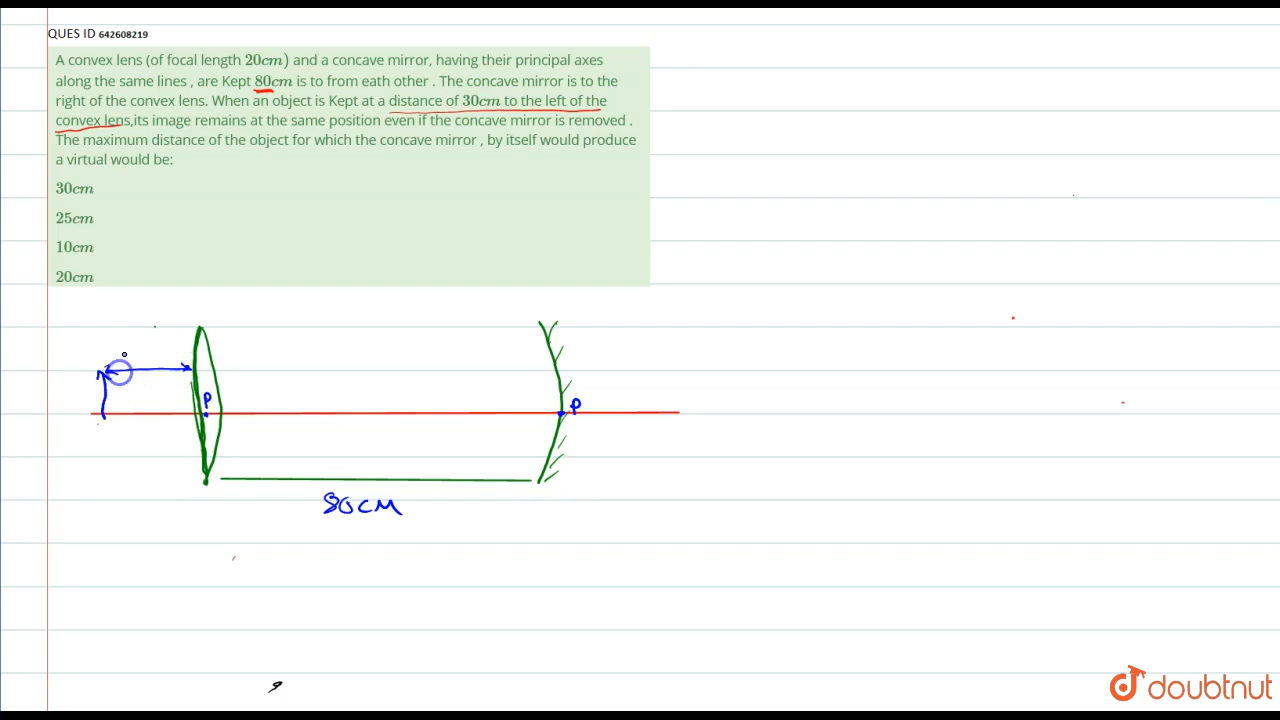 QUES ID 642608219
A convex lens (of focal length 20cm) and a concave mirror, having their principal axes
along the same lines , are Kept 80cm is to from eath other . The concave mirror is to the
right of the convex lens. When an object is Kept at a distance of 30cm to the left of the
convex lens,its image remains at the same position even if the concave mirror is removed .
The maximum distance of the object for which the concave mirror , by itself would produce
a virtual would be:
30cm
25cm
10cm
20cm
P
P
80CM
doubtnut